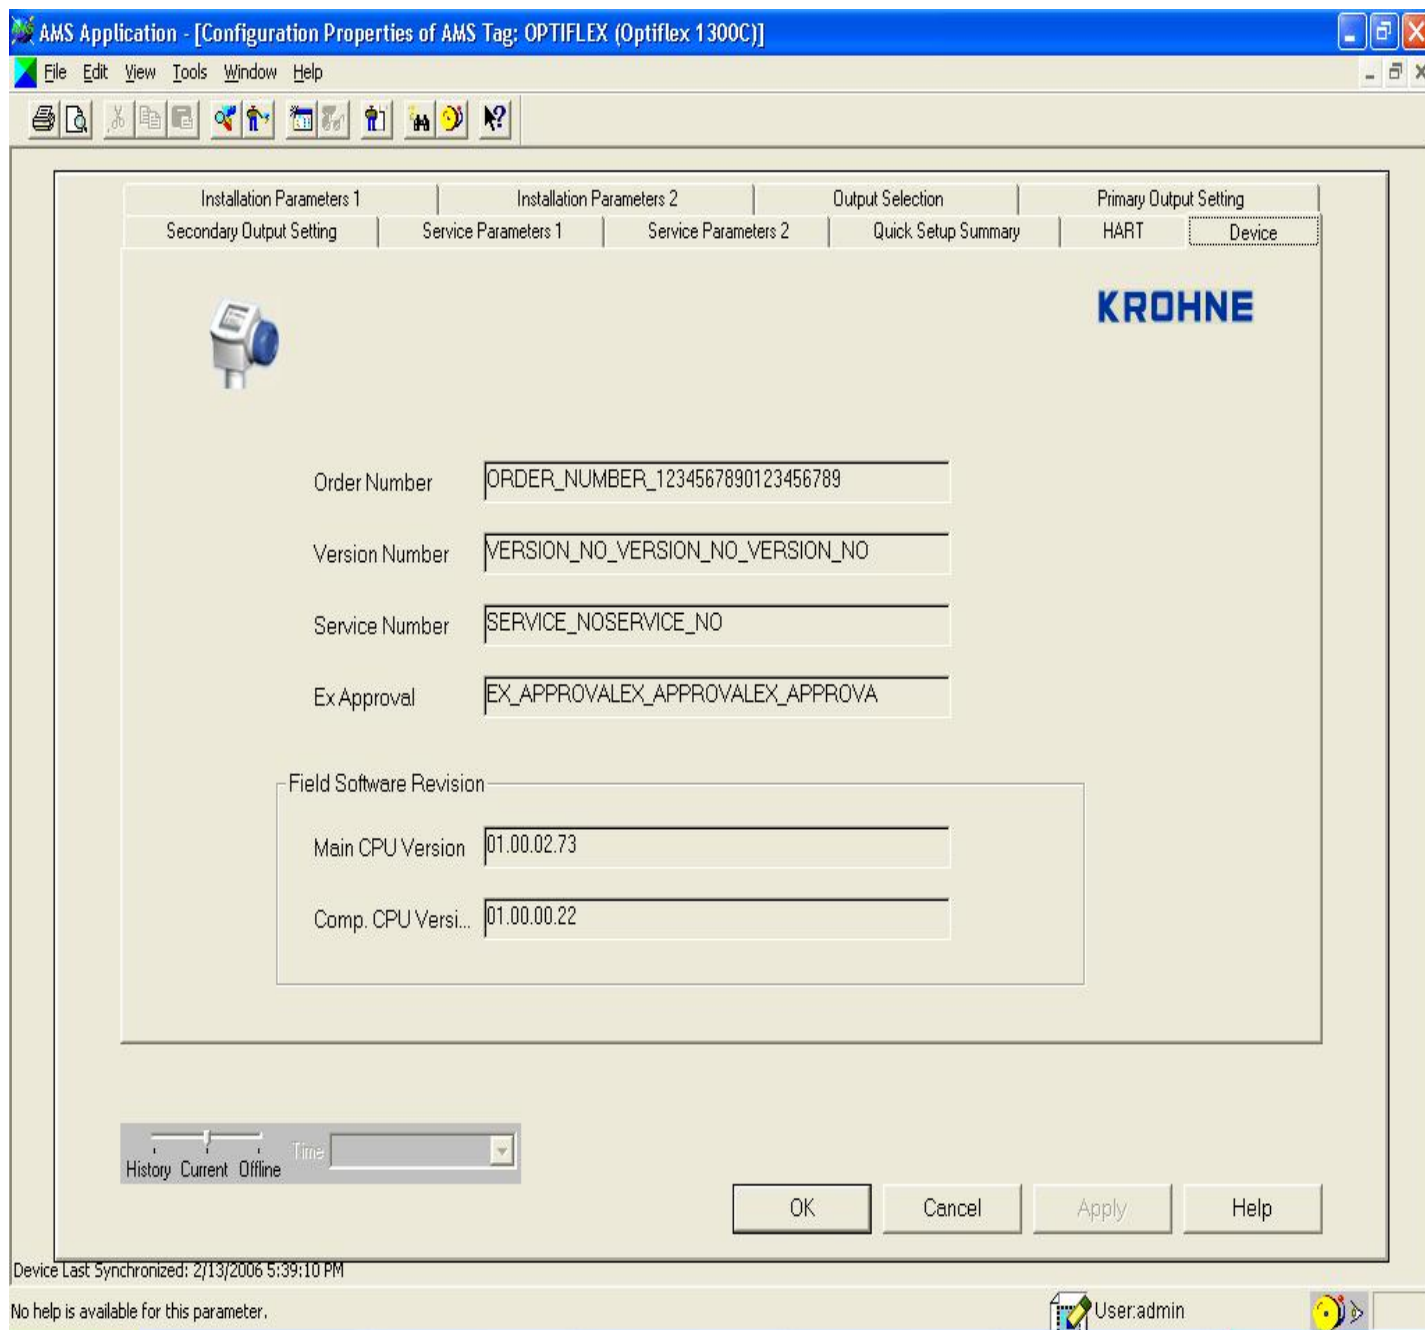 AMS Application - [Configuration Properties of AMS Tag: OPTIFLEX (Optiflex 1300C)]
File Edit View Tools Window Help
Installation Parameters 1 Installation Parameters 2 Output Selection Primary Output Setting
Secondary Output Setting Service Parameters 1 Service Parameters 2 Quick Setup Summary HART Device
KROHNE
Order Number ORDER_NUMBER_1234567890123456789
Version Number VERSION_NO_VERSION_NO_VERSION_NO
Service Number SERVICE_NOSERVICE_NO
Ex Approval EX_APPROVALEX_APPROVALEX_APPROVA
Field Software Revision
Main CPU Version 01.00.02.73
Comp. CPU Versi... 01.00.00.22
Time
History Current Offline
OK Cancel Apply Help
Device Last Synchronized: 2/13/2006 5:39:10 PM
No help is available for this parameter. User:admin